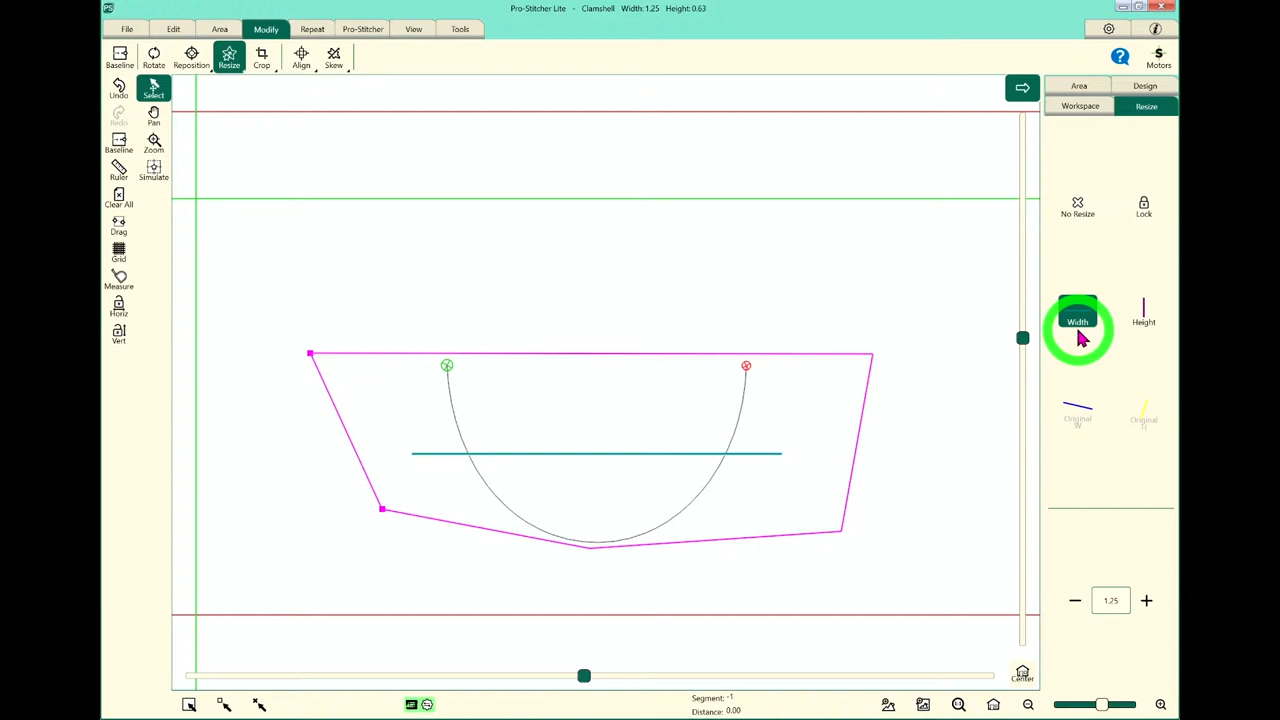 PS
Pro-Stitcher Lite - Clamshell Width: 1.25 Height: 0.63
File Edit Area Modify Repeat Pro-Stitcher View Tools
Baseline Rotate Reposition Resize Crop Align Skew
? $ Motors
Undo Select
Redo Pan
Baseline Zoom
Ruler Simulate
Clear All
Drag
Grid
Measure
Horiz
Vert
Area Design
Workspace Resize
No Resize Lock
Width Height
Original W
1.25
Center
Segment: -1
Distance: 0.00